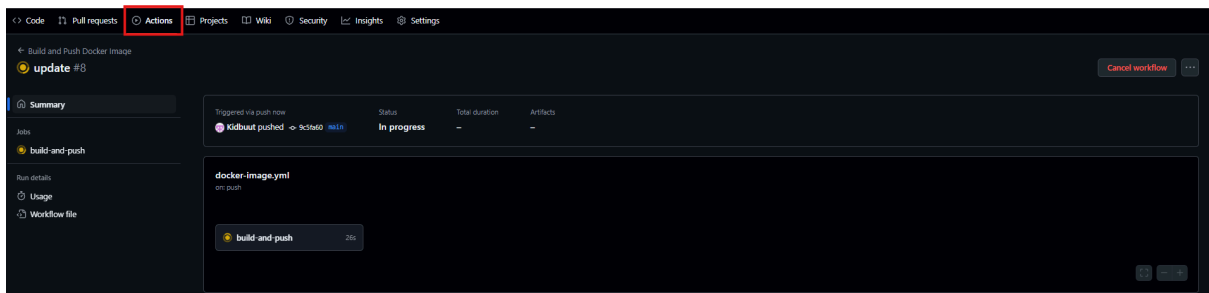 Code Pull requests Actions Projects Wiki Security Insights Settings
Build and Push Docker Image
update #8
Cancel workflow
Summary
Jobs
build-and-push
Run details
Usage
Workflow file
Triggered via push now Status Total duration Artifacts
Kidbuut pushed 9c5fa60 main In progress – –
docker-image.yml
on: push
build-and-push 26s